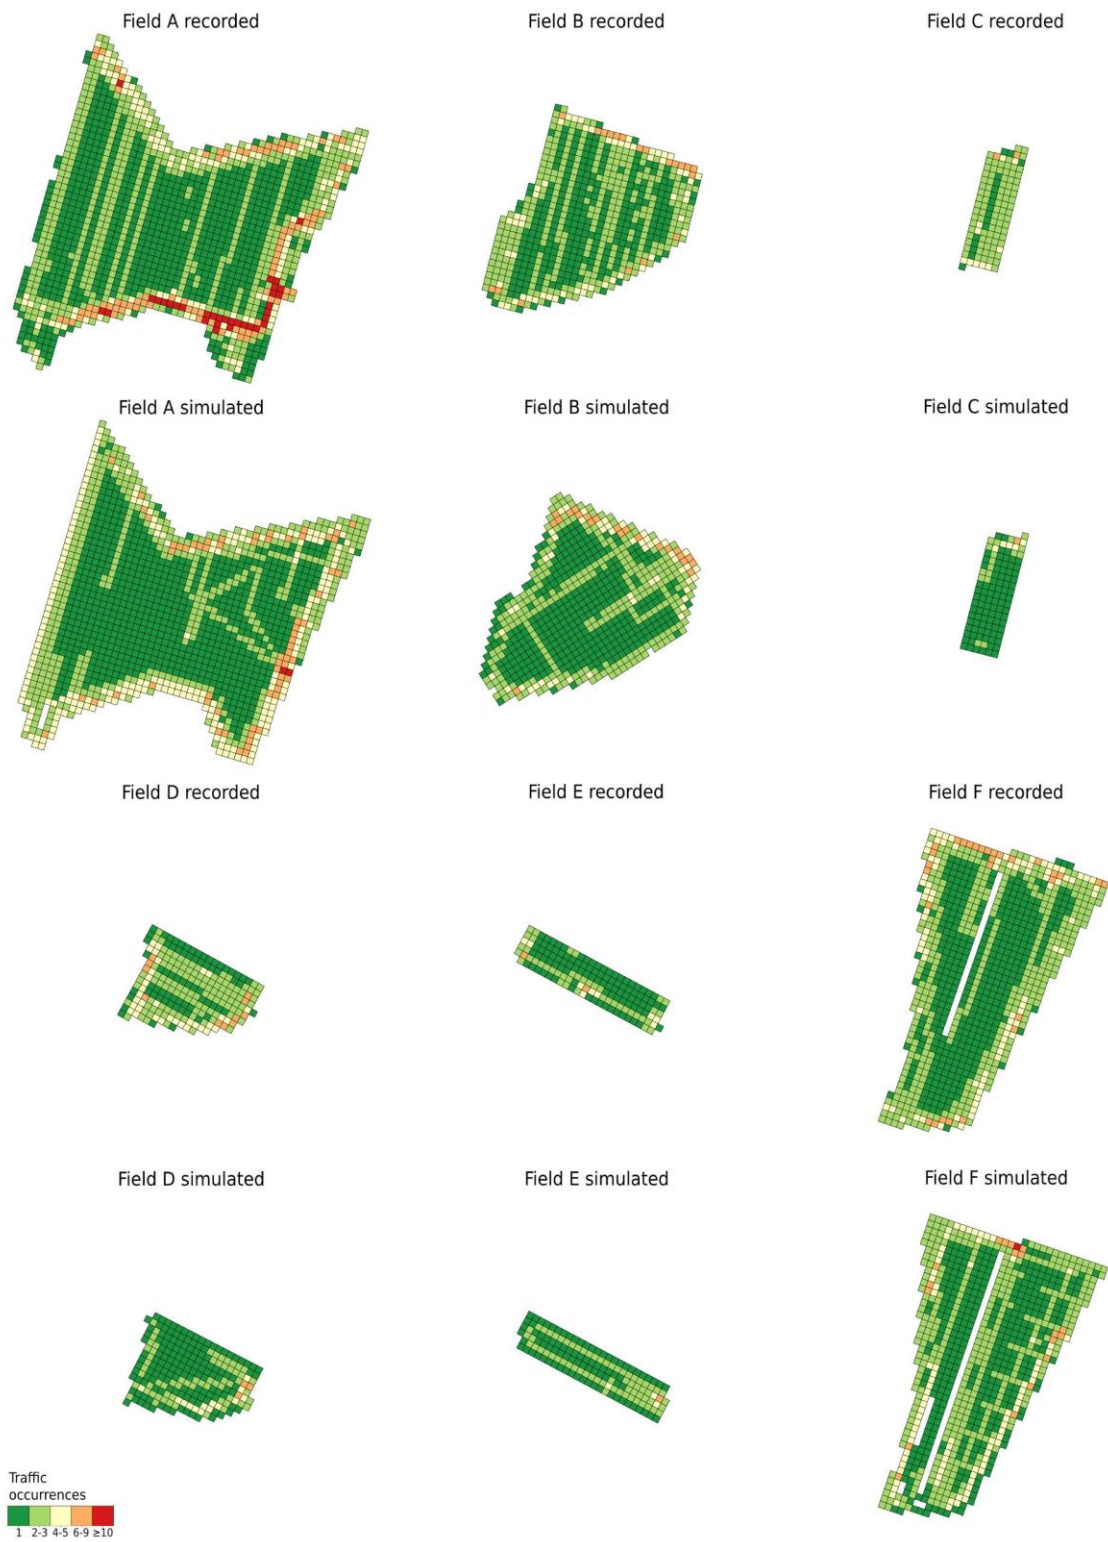 Field A recorded
Field B recorded
Field C recorded
Field A simulated
Field B simulated
Field C simulated
Field D recorded
Field E recorded
Field F recorded
Field D simulated
Field E simulated
Field F simulated
Traffic
occurrences
1 2-3 4-5 6-9 ≥10